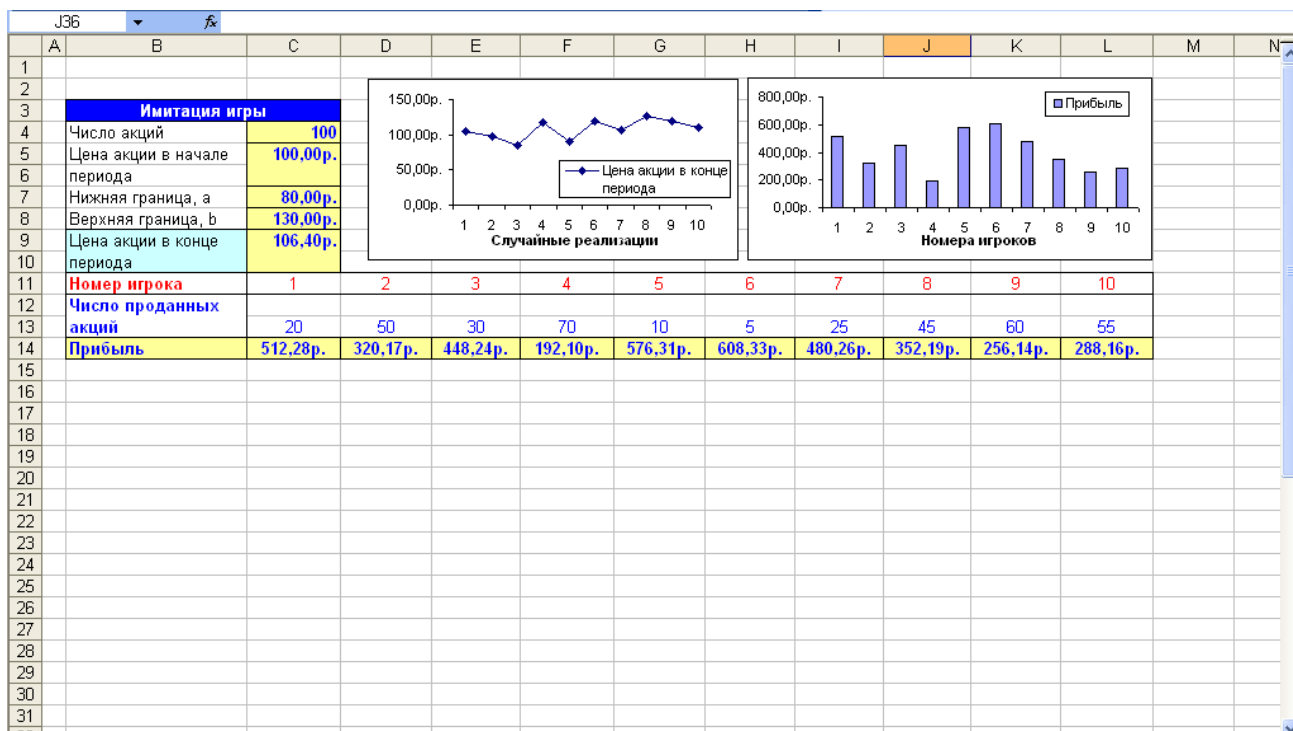 J36 fx
A B C D E F G H I J K L M N
1
2
3 Имитация игры
4 Число акций 100
5 Цена акции в начале 100,00р.
6 периода
7 Нижняя граница, a 80,00р.
8 Верхняя граница, b 130,00р.
9 Цена акции в конце 106,40р.
10 периода
150,00р.
100,00р.
50,00р.
0,00р.
Цена акции в конце
периода
1 2 3 4 5 6 7 8 9 10
Случайные реализации
800,00р.
600,00р.
400,00р.
200,00р.
0,00р.
Прибыль
1 2 3 4 5 6 7 8 9 10
Номера игроков
11 Номер игрока 1 2 3 4 5 6 7 8 9 10
12 Число проданных
13 акций 20 50 30 70 10 5 25 45 60 55
14 Прибыль 512,28р. 320,17р. 448,24р. 192,10р. 576,31р. 608,33р. 480,26р. 352,19р. 256,14р. 288,16р.
15
16
17
18
19
20
21
22
23
24
25
26
27
28
29
30
31